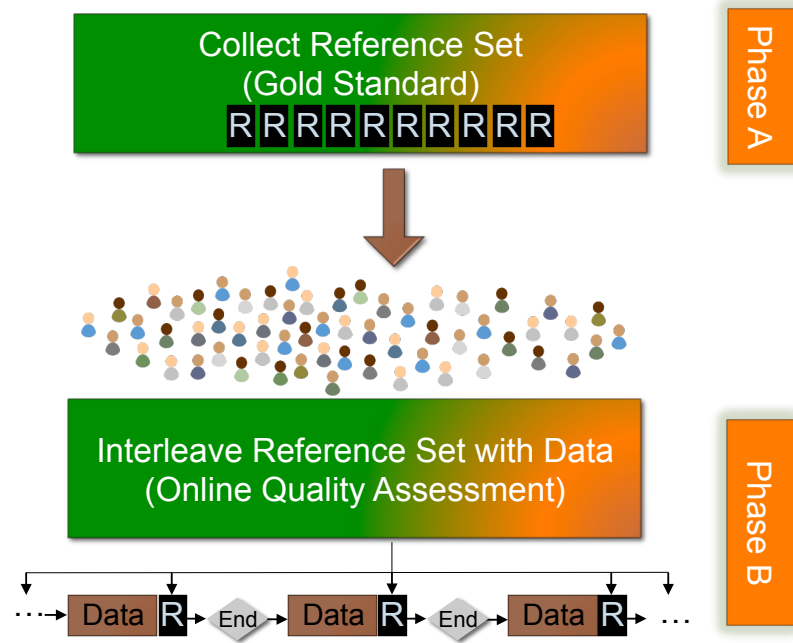 Collect Reference Set
(Gold Standard)
R R R R R R R R R R
Phase A
Interleave Reference Set with Data
(Online Quality Assessment)
Phase B
... Data R End Data R End Data R ...